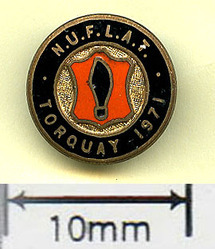 · N.U.F.L.A.T. ·
TORQUAY - 1971
10mm